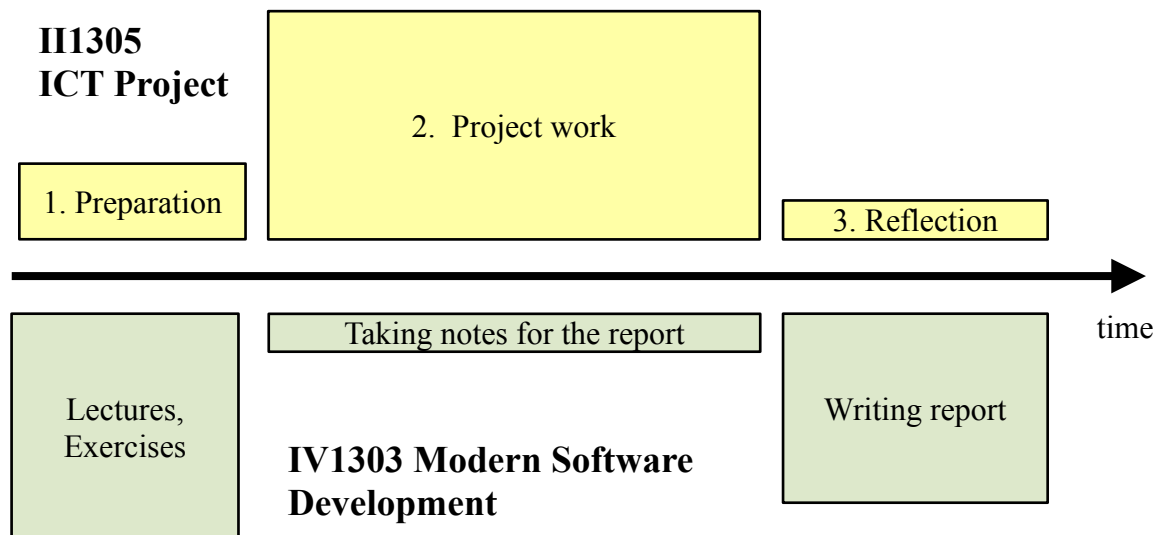 II1305
ICT Project
2. Project work
1. Preparation
3. Reflection
time
Taking notes for the report
Lectures,
Exercises
Writing report
IV1303 Modern Software
Development